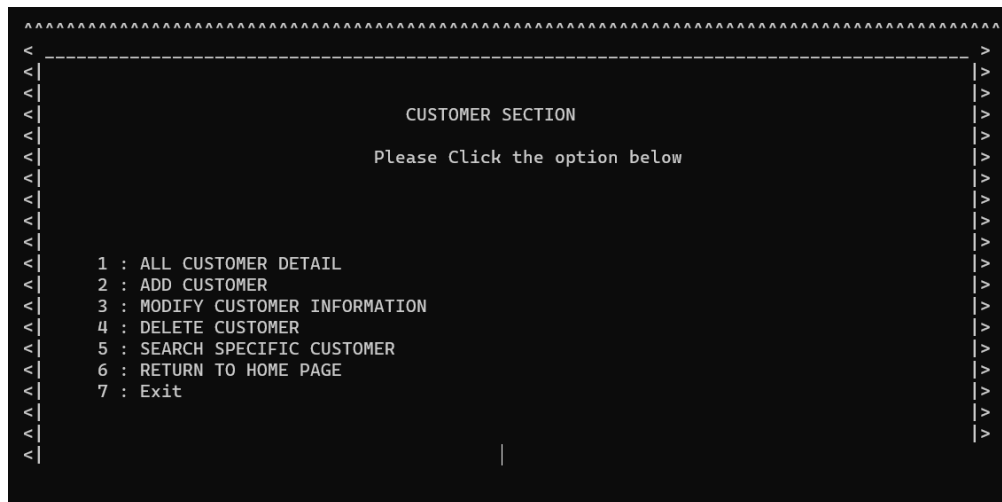 ^^^^^^^^^^^^^^^^^^^^^^^^^^^^^^^^^^^^^^^^^^^^^^^^^^^^^^^^^^^^^^^^^^^^^^^^^^^^^^^^^^^^^^^^^^^^
< _______________________________________________________________________________________ >
<| |>
<| |>
<| CUSTOMER SECTION |>
<| |>
<| Please Click the option below |>
<| |>
<| |>
<| |>
<| |>
<| 1 : ALL CUSTOMER DETAIL |>
<| 2 : ADD CUSTOMER |>
<| 3 : MODIFY CUSTOMER INFORMATION |>
<| 4 : DELETE CUSTOMER |>
<| 5 : SEARCH SPECIFIC CUSTOMER |>
<| 6 : RETURN TO HOME PAGE |>
<| 7 : Exit |>
<| |>
<| |>
<|